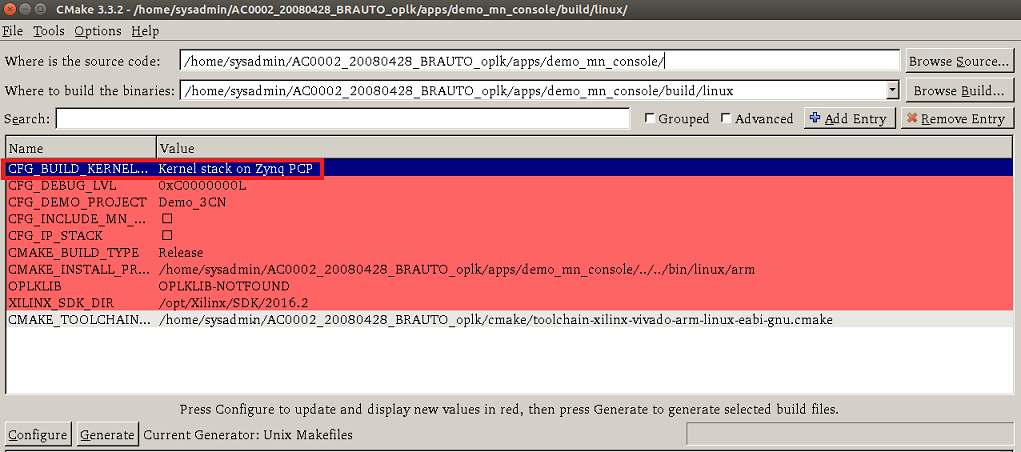 CMake 3.3.2 - /home/sysadmin/AC0002_20080428_BRAUTO_oplk/apps/demo_mn_console/build/linux/
File Tools Options Help
Where is the source code: /home/sysadmin/AC0002_20080428_BRAUTO_oplk/apps/demo_mn_console/ Browse Source...
Where to build the binaries: /home/sysadmin/AC0002_20080428_BRAUTO_oplk/apps/demo_mn_console/build/linux Browse Build...
Search: Grouped Advanced Add Entry Remove Entry
Name Value
CFG_BUILD_KERNEL... Kernel stack on Zynq PCP
CFG_DEBUG_LVL 0xC0000000L
CFG_DEMO_PROJECT Demo_3CN
CFG_INCLUDE_MN_...
CFG_IP_STACK
CMAKE_BUILD_TYPE Release
CMAKE_INSTALL_PR... /home/sysadmin/AC0002_20080428_BRAUTO_oplk/apps/demo_mn_console/../../bin/linux/arm
OPLKLIB OPLKLIB-NOTFOUND
XILINX_SDK_DIR /opt/Xilinx/SDK/2016.2
CMAKE_TOOLCHAIN... /home/sysadmin/AC0002_20080428_BRAUTO_oplk/cmake/toolchain-xilinx-vivado-arm-linux-eabi-gnu.cmake
Press Configure to update and display new values in red, then press Generate to generate selected build files.
Configure Generate Current Generator: Unix Makefiles